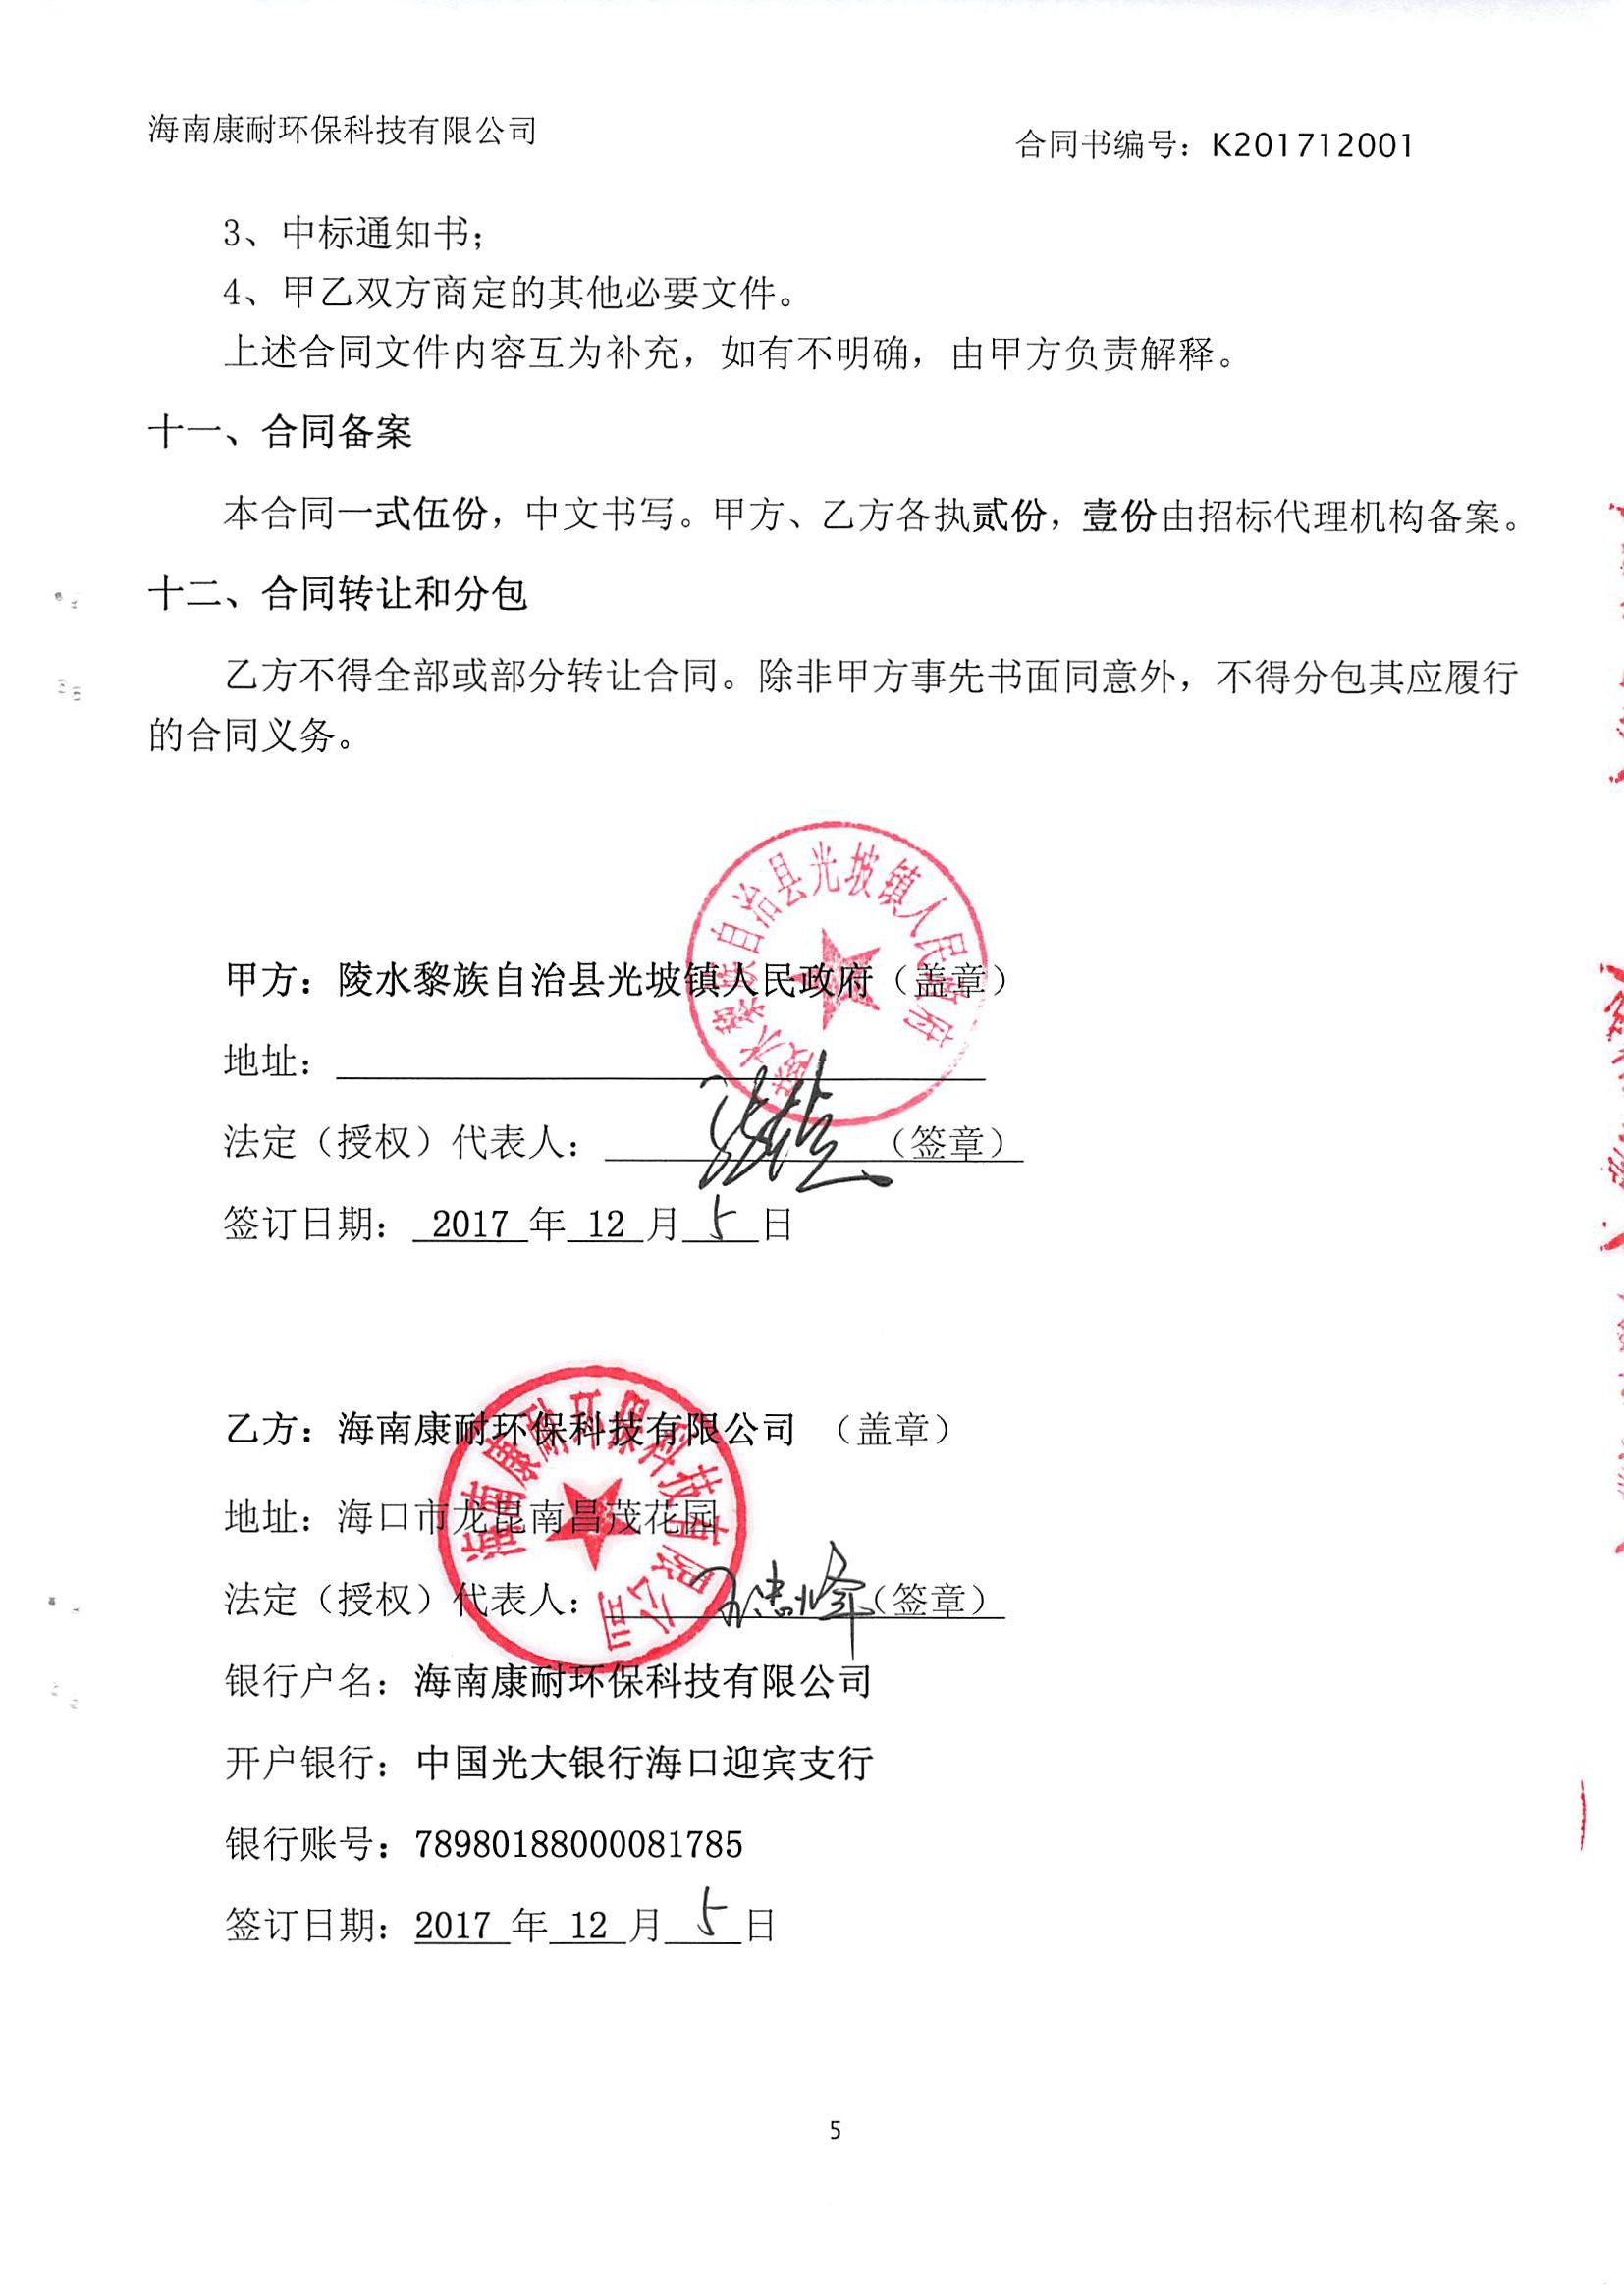 海南康耐环保科技有限公司
合同书编号：K201712001
3、中标通知书；
4、甲乙双方商定的其他必要文件。
上述合同文件内容互为补充，如有不明确，由甲方负责解释。
十一、合同备案
本合同一式伍份，中文书写。甲方、乙方各执贰份，壹份由招标代理机构备案。
十二、合同转让和分包
乙方不得全部或部分转让合同。除非甲方事先书面同意外，不得分包其应履行
的合同义务。
陵水黎族自治县光坡镇人民政府
甲方：陵水黎族自治县光坡镇人民政府（盖章）
地址：
法定（授权）代表人：（签章）
签订日期：2017年12月5日
海南康耐环保科技有限公司
乙方：海南康耐环保科技有限公司（盖章）
地址：海口市龙昆南昌茂花园
法定（授权）代表人：（签章）
银行户名：海南康耐环保科技有限公司
开户银行：中国光大银行海口迎宾支行
银行账号：78980188000081785
签订日期：2017年12月5日
5